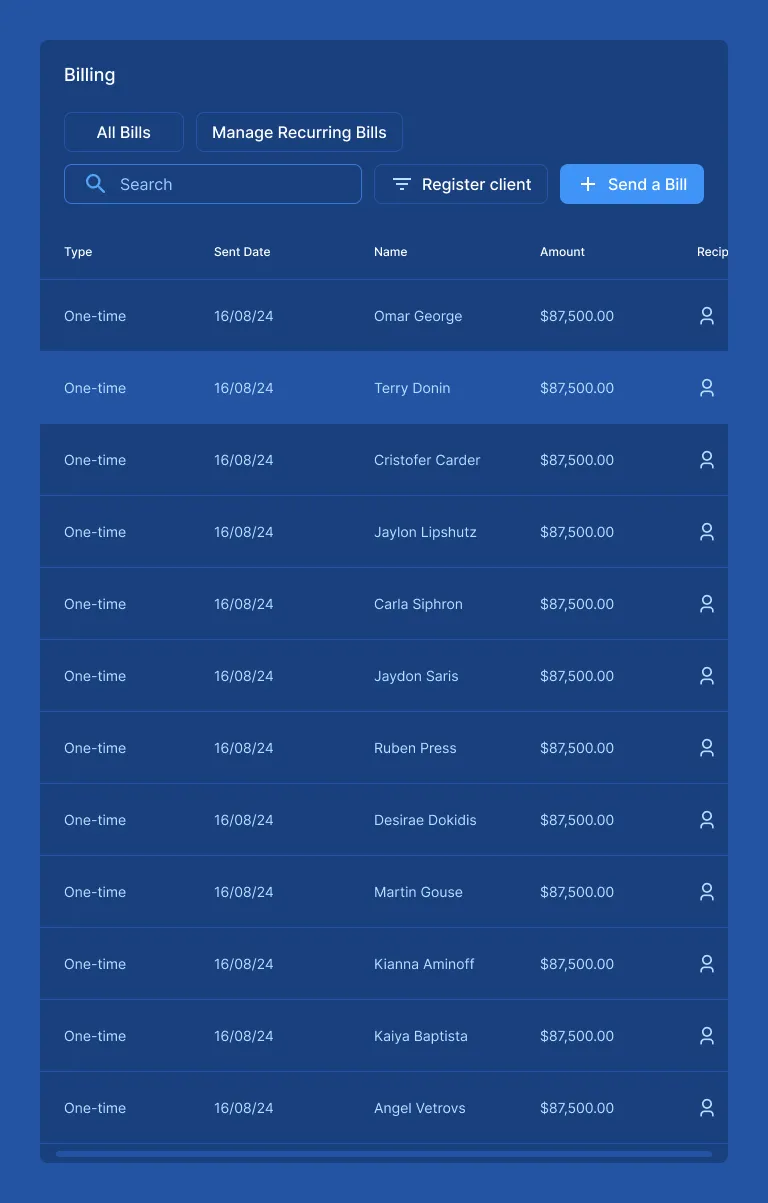 Billing
All Bills Manage Recurring Bills
Search Register client Send a Bill
Type Sent Date Name Amount Recip
One-time 16/08/24 Omar George $87,500.00
One-time 16/08/24 Terry Donin $87,500.00
One-time 16/08/24 Cristofer Carder $87,500.00
One-time 16/08/24 Jaylon Lipshutz $87,500.00
One-time 16/08/24 Carla Siphron $87,500.00
One-time 16/08/24 Jaydon Saris $87,500.00
One-time 16/08/24 Ruben Press $87,500.00
One-time 16/08/24 Desirae Dokidis $87,500.00
One-time 16/08/24 Martin Gouse $87,500.00
One-time 16/08/24 Kianna Aminoff $87,500.00
One-time 16/08/24 Kaiya Baptista $87,500.00
One-time 16/08/24 Angel Vetrovs $87,500.00